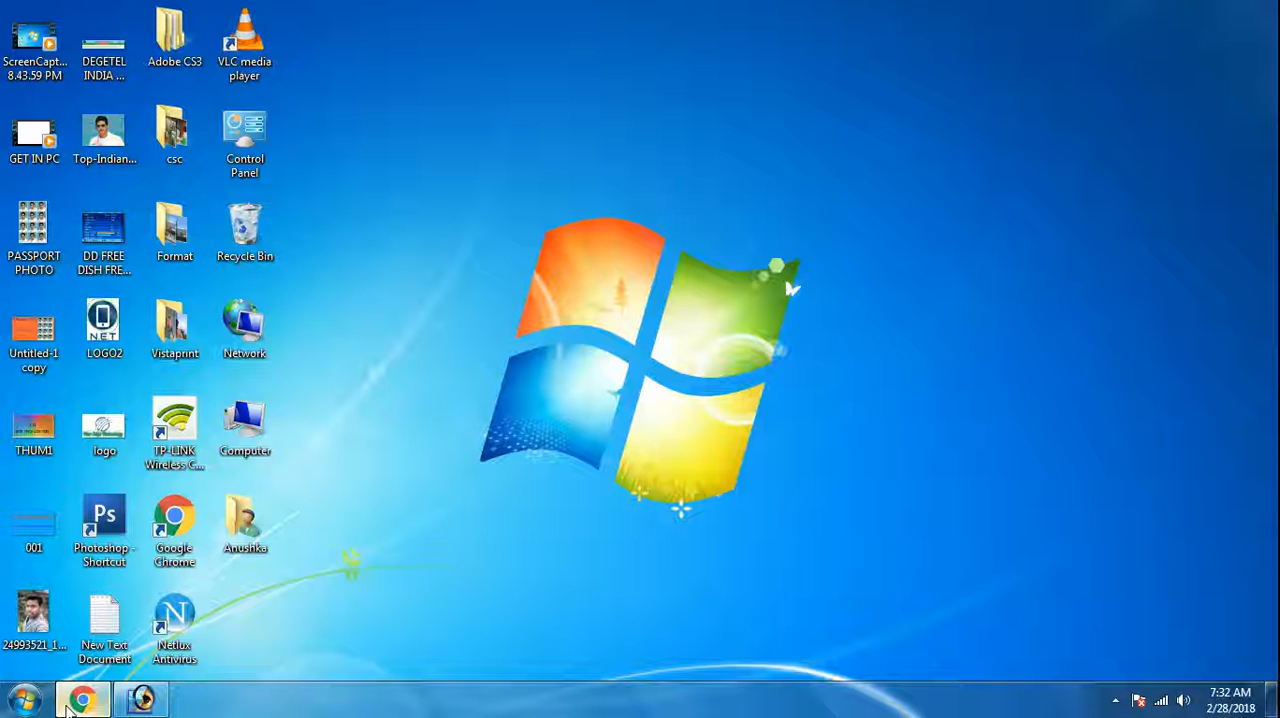 ScreenCapt...
8.43.59 PM
DEGETEL
INDIA ...
Adobe CS3
VLC media
player
GET IN PC
Top-Indian...
csc
Control
Panel
PASSPORT
PHOTO
DD FREE
DISH FRE...
Format
Recycle Bin
Untitled-1
copy
NET
LOGO2
Vistaprint
Network
THUM1
logo
TP-LINK
Wireless C...
Computer
001
Ps
Photoshop -
Shortcut
Google
Chrome
Anushka
24993521_1...
New Text
Document
N
Netlux
Antivirus
7:32 AM
2/28/2018